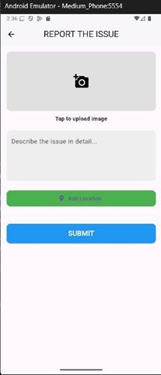 Android Emulator - Medium_Phone:5554
2:36
REPORT THE ISSUE
Tap to upload image
Describe the issue in detail...
Add Location
SUBMIT